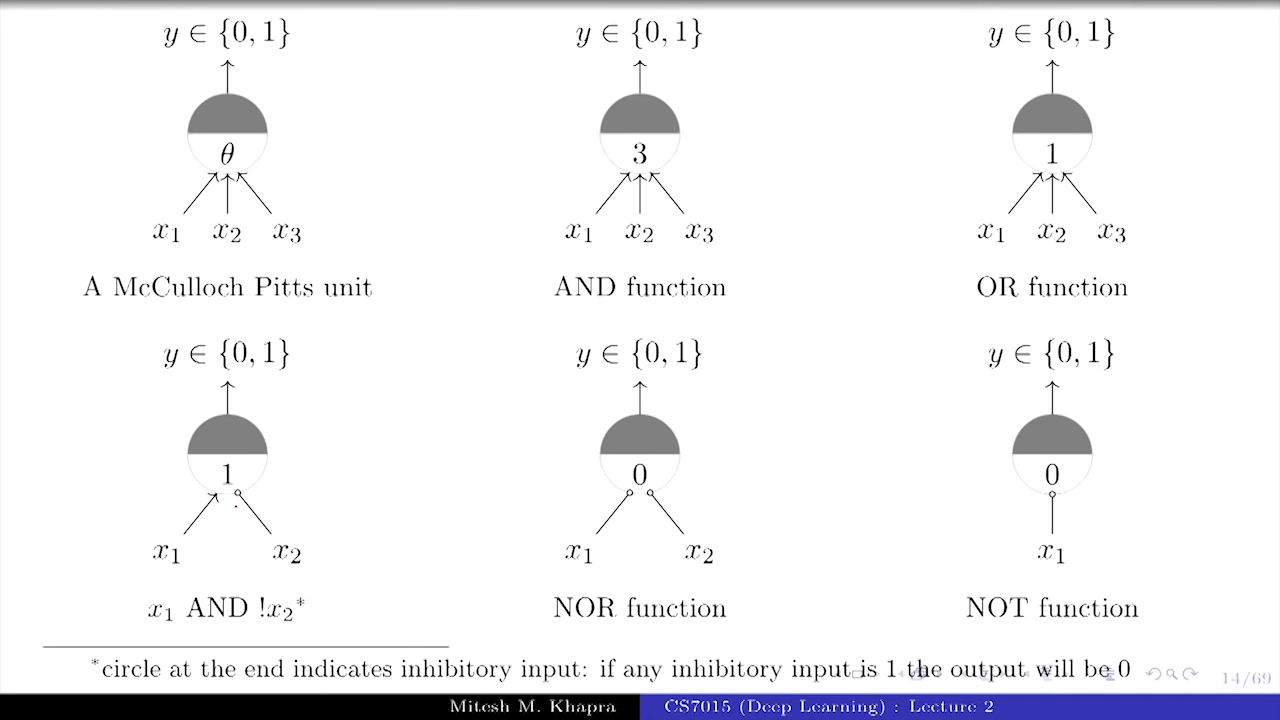 y ∈ {0, 1} y ∈ {0, 1} y ∈ {0, 1}
θ 3 1
x₁ x₂ x₃ x₁ x₂ x₃ x₁ x₂ x₃
A McCulloch Pitts unit AND function OR function
y ∈ {0, 1} y ∈ {0, 1} y ∈ {0, 1}
1 0 0
x₁ x₂ x₁ x₂ x₁
x₁ AND !x₂* NOR function NOT function
*circle at the end indicates inhibitory input: if any inhibitory input is 1 the output will be 0
14/69
Mitesh M. Khapra CS7015 (Deep Learning) : Lecture 2